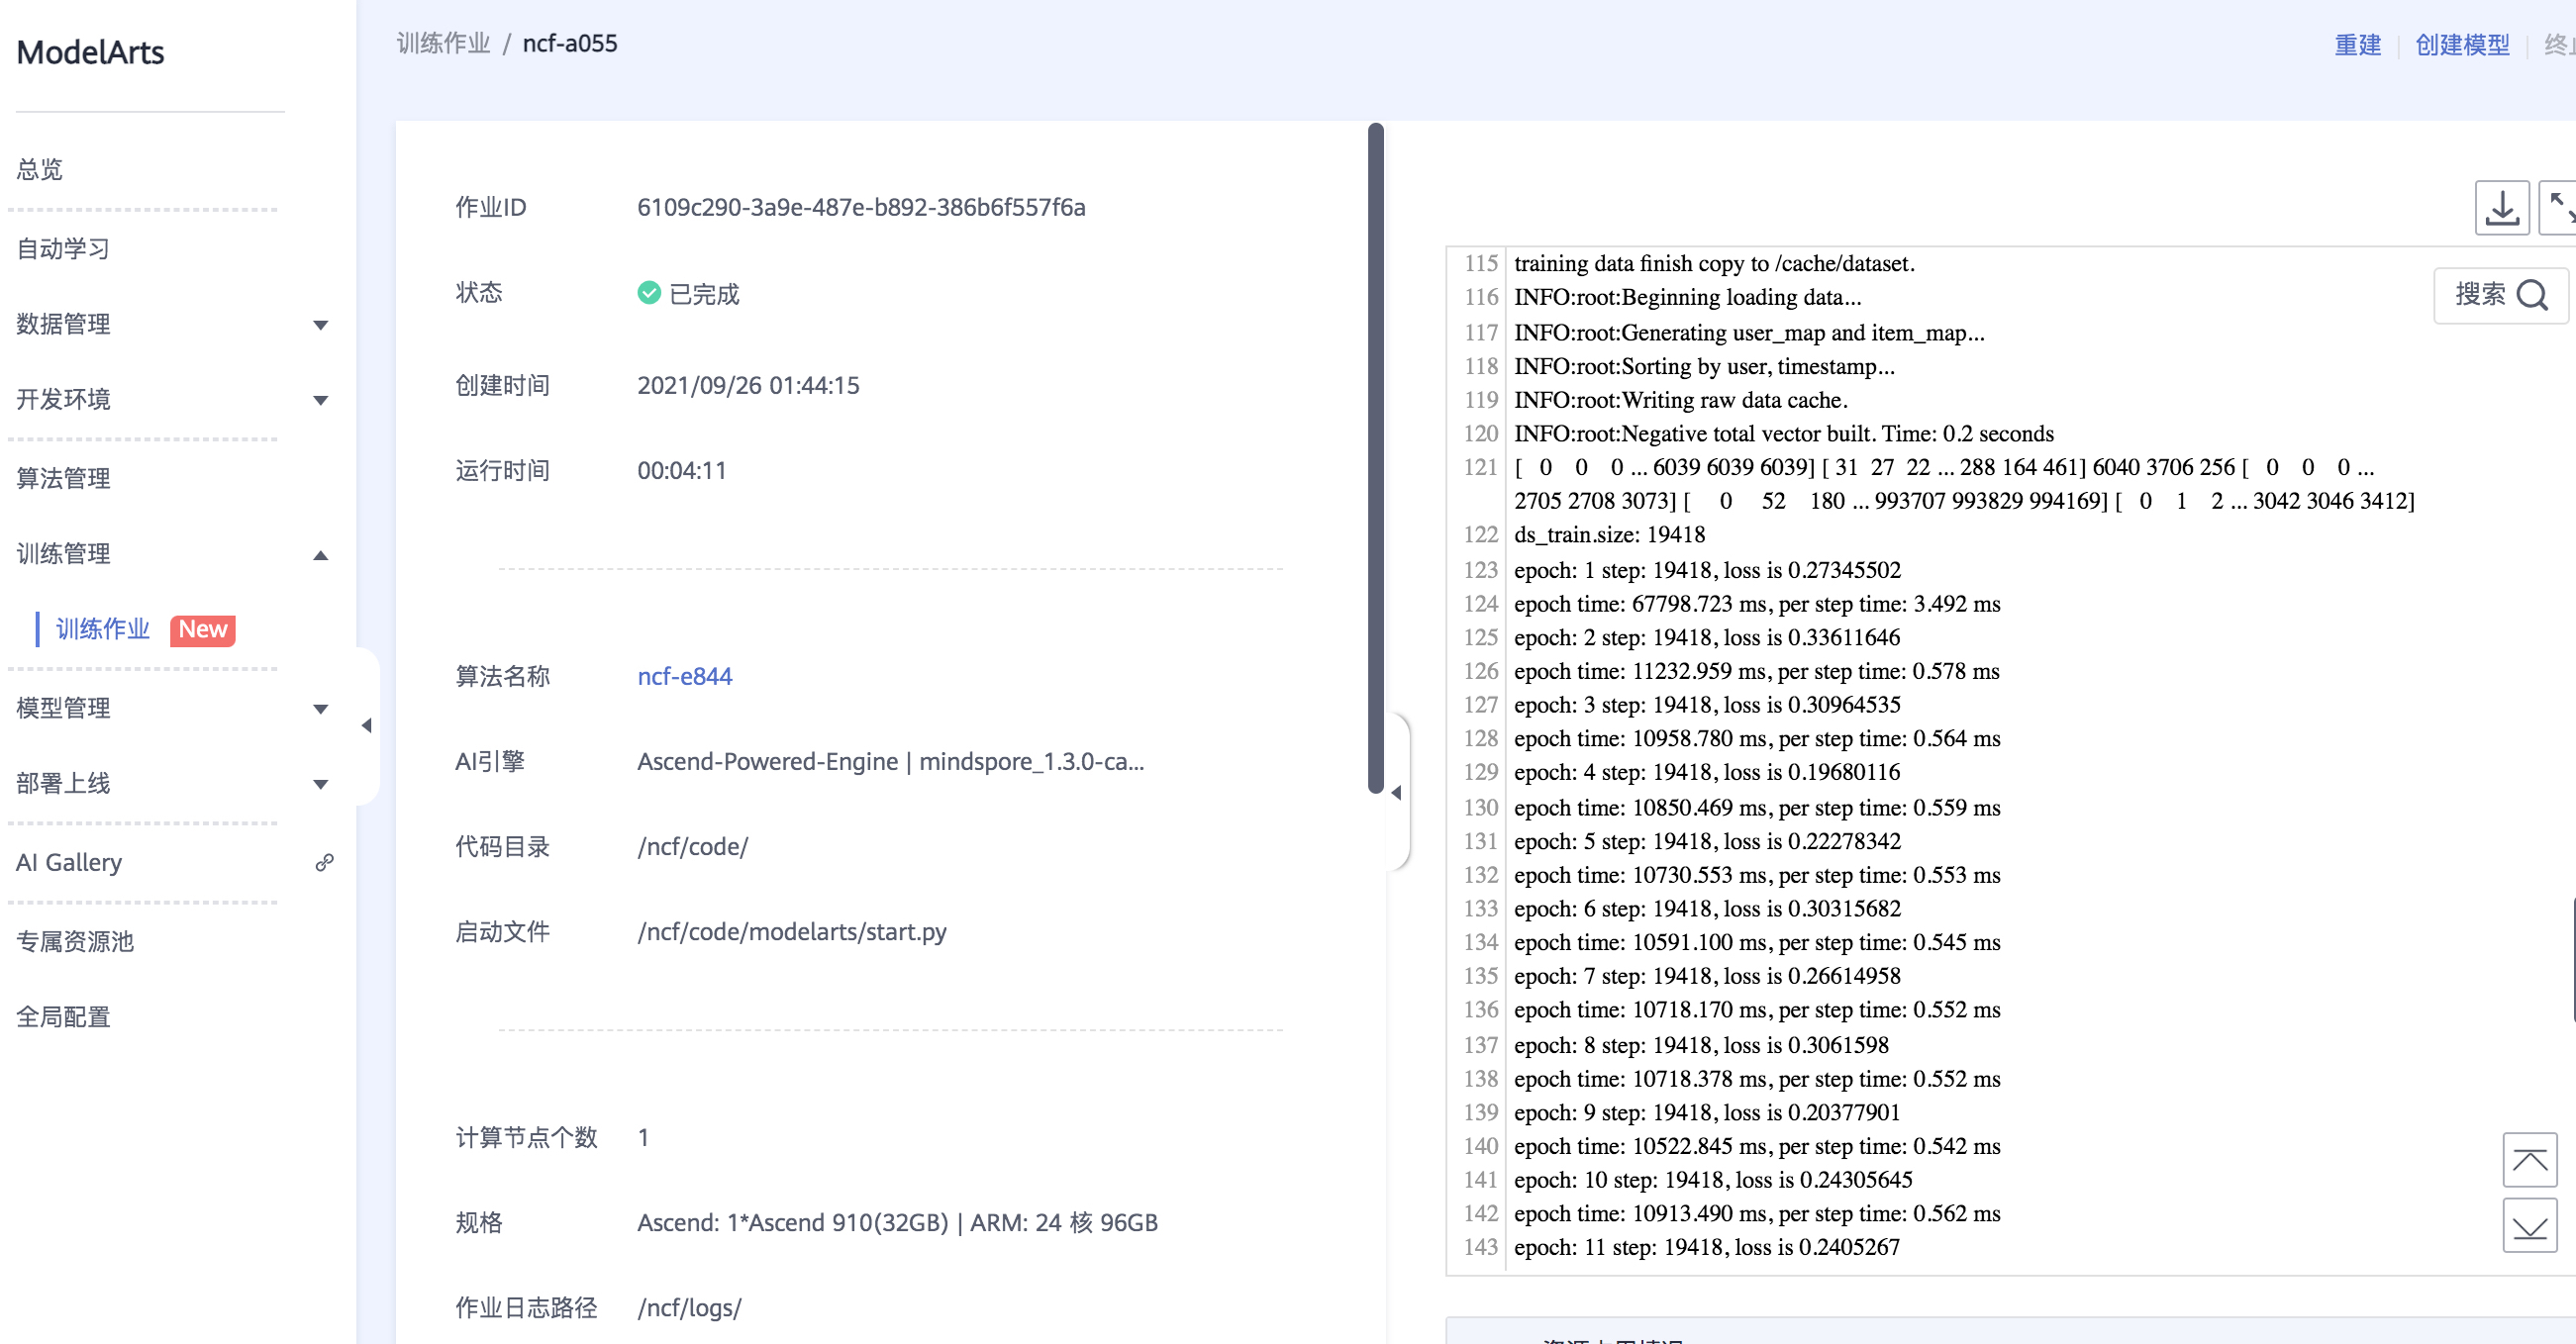 ModelArts
总览
自动学习
数据管理
开发环境
算法管理
训练管理
训练作业 New
模型管理
部署上线
AI Gallery
专属资源池
全局配置
训练作业 / ncf-a055
重建
创建模型
作业ID 6109c290-3a9e-487e-b892-386b6f557f6a
状态 已完成
创建时间 2021/09/26 01:44:15
运行时间 00:04:11
算法名称 ncf-e844
AI引擎 Ascend-Powered-Engine | mindspore_1.3.0-ca...
代码目录 /ncf/code/
启动文件 /ncf/code/modelarts/start.py
计算节点个数 1
规格 Ascend: 1*Ascend 910(32GB) | ARM: 24 核 96GB
作业日志路径 /ncf/logs/
搜索
115 training data finish copy to /cache/dataset.
116 INFO:root:Beginning loading data...
117 INFO:root:Generating user_map and item_map...
118 INFO:root:Sorting by user, timestamp...
119 INFO:root:Writing raw data cache.
120 INFO:root:Negative total vector built. Time: 0.2 seconds
121 [ 0 0 0 ... 6039 6039 6039] [ 31 27 22 ... 288 164 461] 6040 3706 256 [ 0 0 0 ...
2705 2708 3073] [ 0 52 180 ... 993707 993829 994169] [ 0 1 2 ... 3042 3046 3412]
122 ds_train.size: 19418
123 epoch: 1 step: 19418, loss is 0.27345502
124 epoch time: 67798.723 ms, per step time: 3.492 ms
125 epoch: 2 step: 19418, loss is 0.33611646
126 epoch time: 11232.959 ms, per step time: 0.578 ms
127 epoch: 3 step: 19418, loss is 0.30964535
128 epoch time: 10958.780 ms, per step time: 0.564 ms
129 epoch: 4 step: 19418, loss is 0.19680116
130 epoch time: 10850.469 ms, per step time: 0.559 ms
131 epoch: 5 step: 19418, loss is 0.22278342
132 epoch time: 10730.553 ms, per step time: 0.553 ms
133 epoch: 6 step: 19418, loss is 0.30315682
134 epoch time: 10591.100 ms, per step time: 0.545 ms
135 epoch: 7 step: 19418, loss is 0.26614958
136 epoch time: 10718.170 ms, per step time: 0.552 ms
137 epoch: 8 step: 19418, loss is 0.3061598
138 epoch time: 10718.378 ms, per step time: 0.552 ms
139 epoch: 9 step: 19418, loss is 0.20377901
140 epoch time: 10522.845 ms, per step time: 0.542 ms
141 epoch: 10 step: 19418, loss is 0.24305645
142 epoch time: 10913.490 ms, per step time: 0.562 ms
143 epoch: 11 step: 19418, loss is 0.2405267